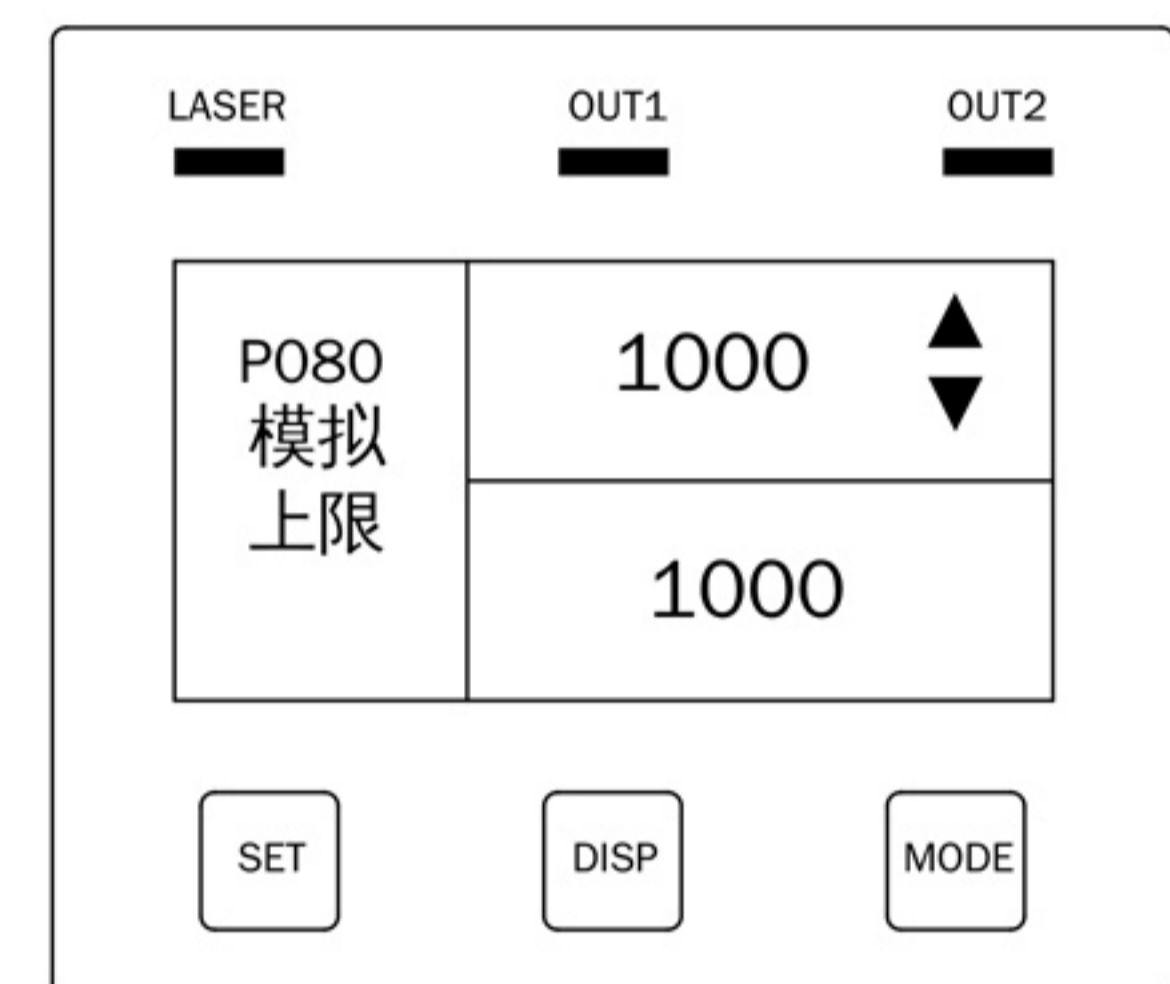 LASER OUT1 OUT2
P080
模拟
上限
1000
1000
SET DISP MODE